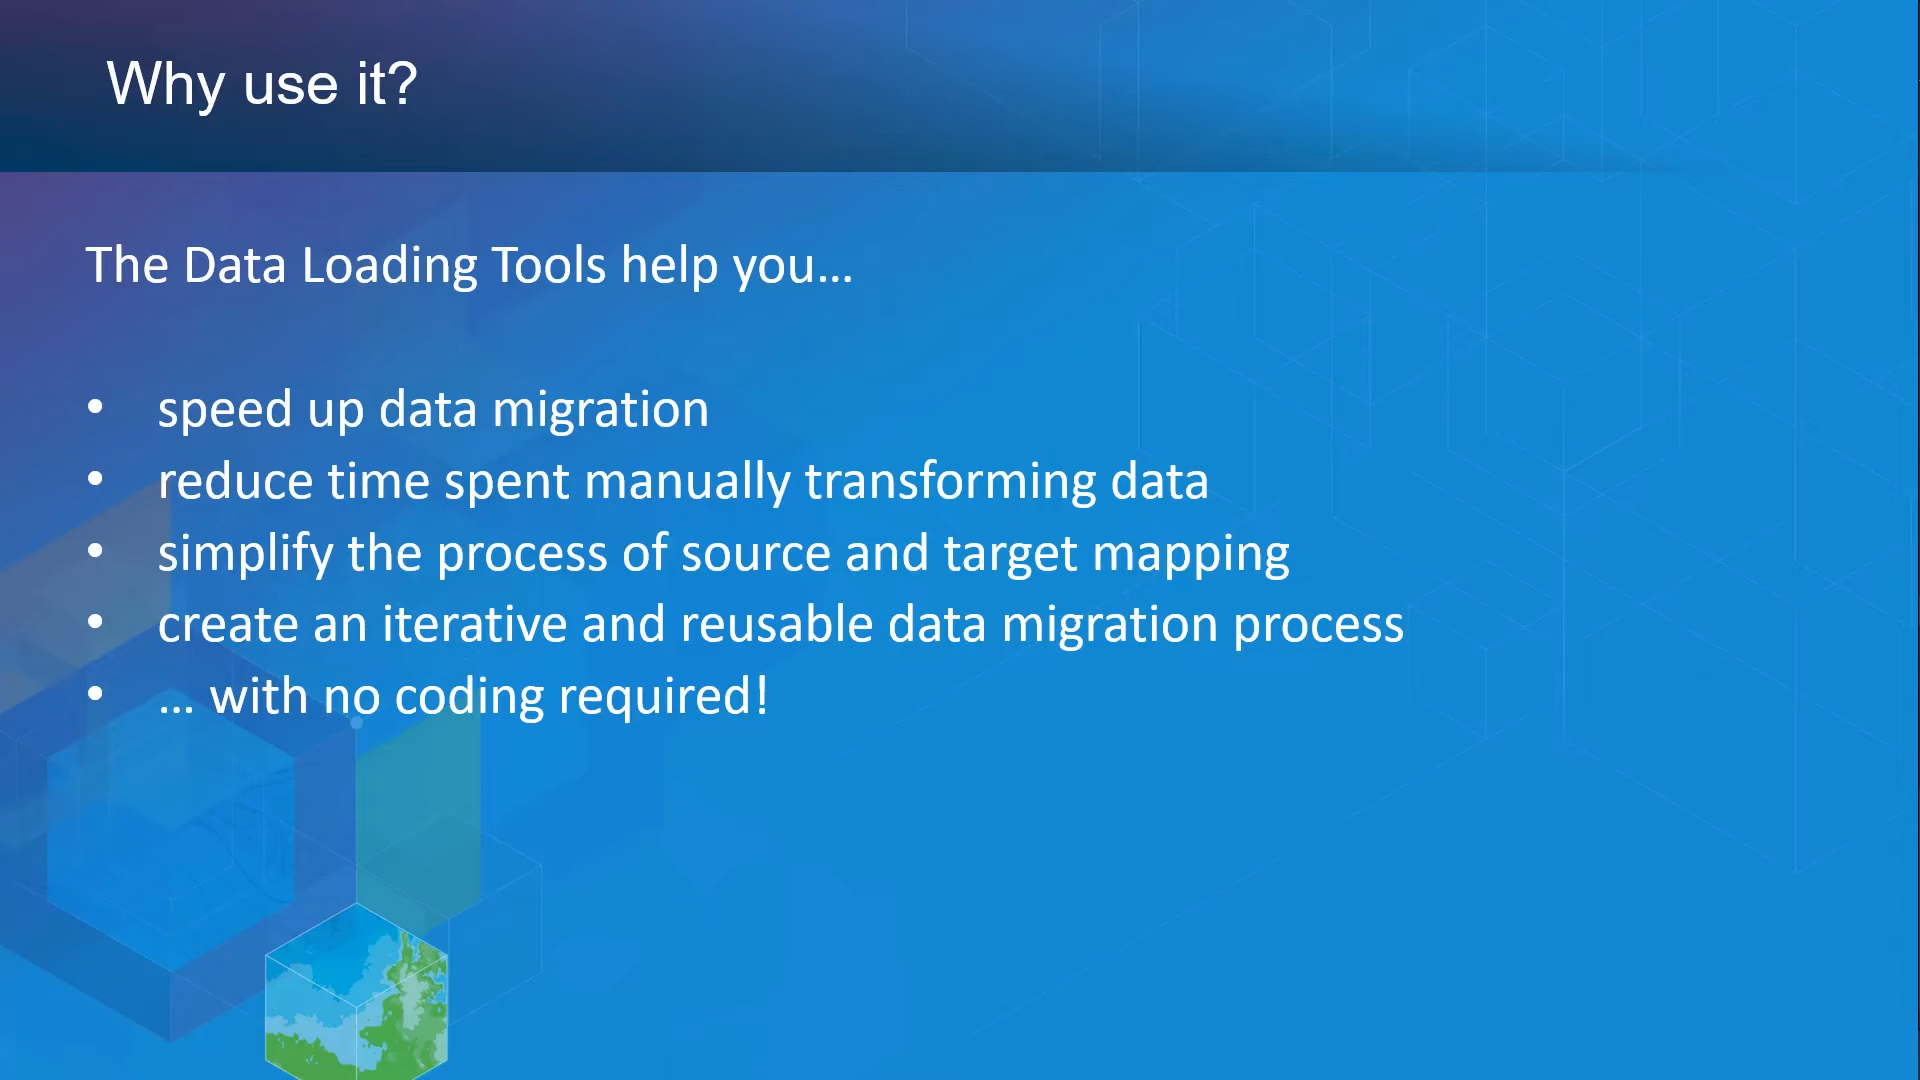 Why use it?
The Data Loading Tools help you...
• speed up data migration
• reduce time spent manually transforming data
• simplify the process of source and target mapping
• create an iterative and reusable data migration process
• ... with no coding required!